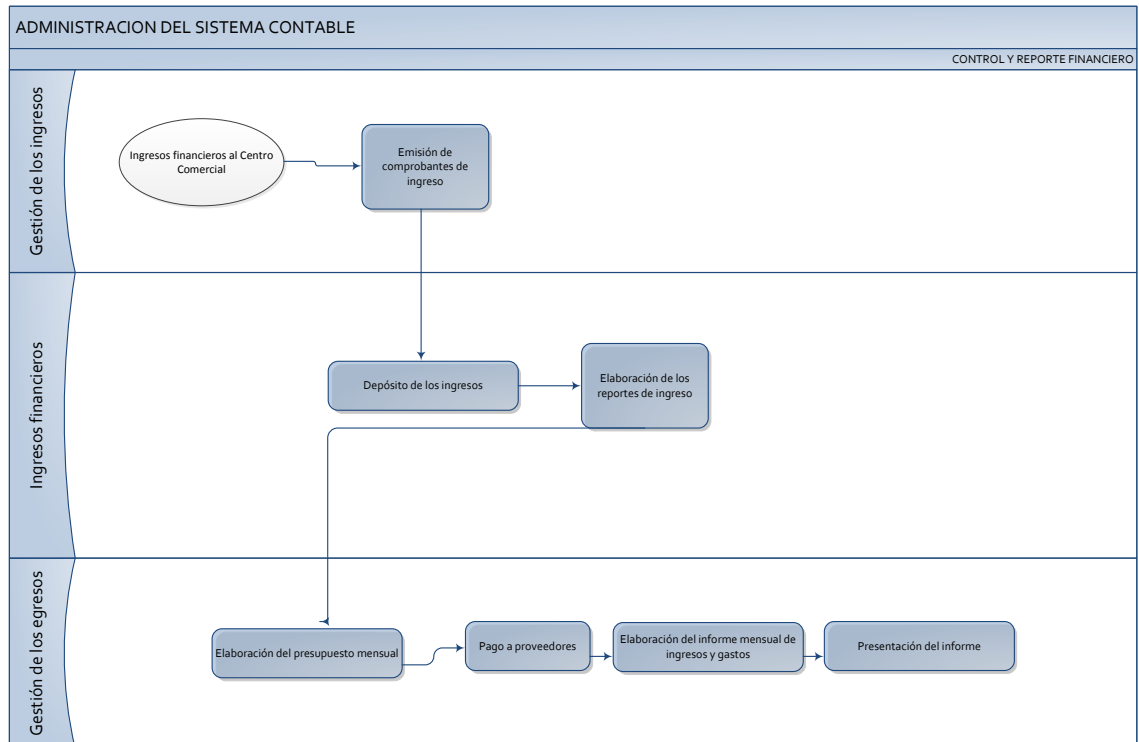 ADMINISTRACION DEL SISTEMA CONTABLE
CONTROL Y REPORTE FINANCIERO
Gestión de los ingresos
Ingresos financieros al Centro
Comercial
Emisión de
comprobantes de
ingreso
Ingresos financieros
Depósito de los ingresos
Elaboración de los
reportes de ingreso
Gestión de los egresos
Elaboración del presupuesto mensual
Pago a proveedores
Elaboración del informe mensual de
ingresos y gastos
Presentación del informe